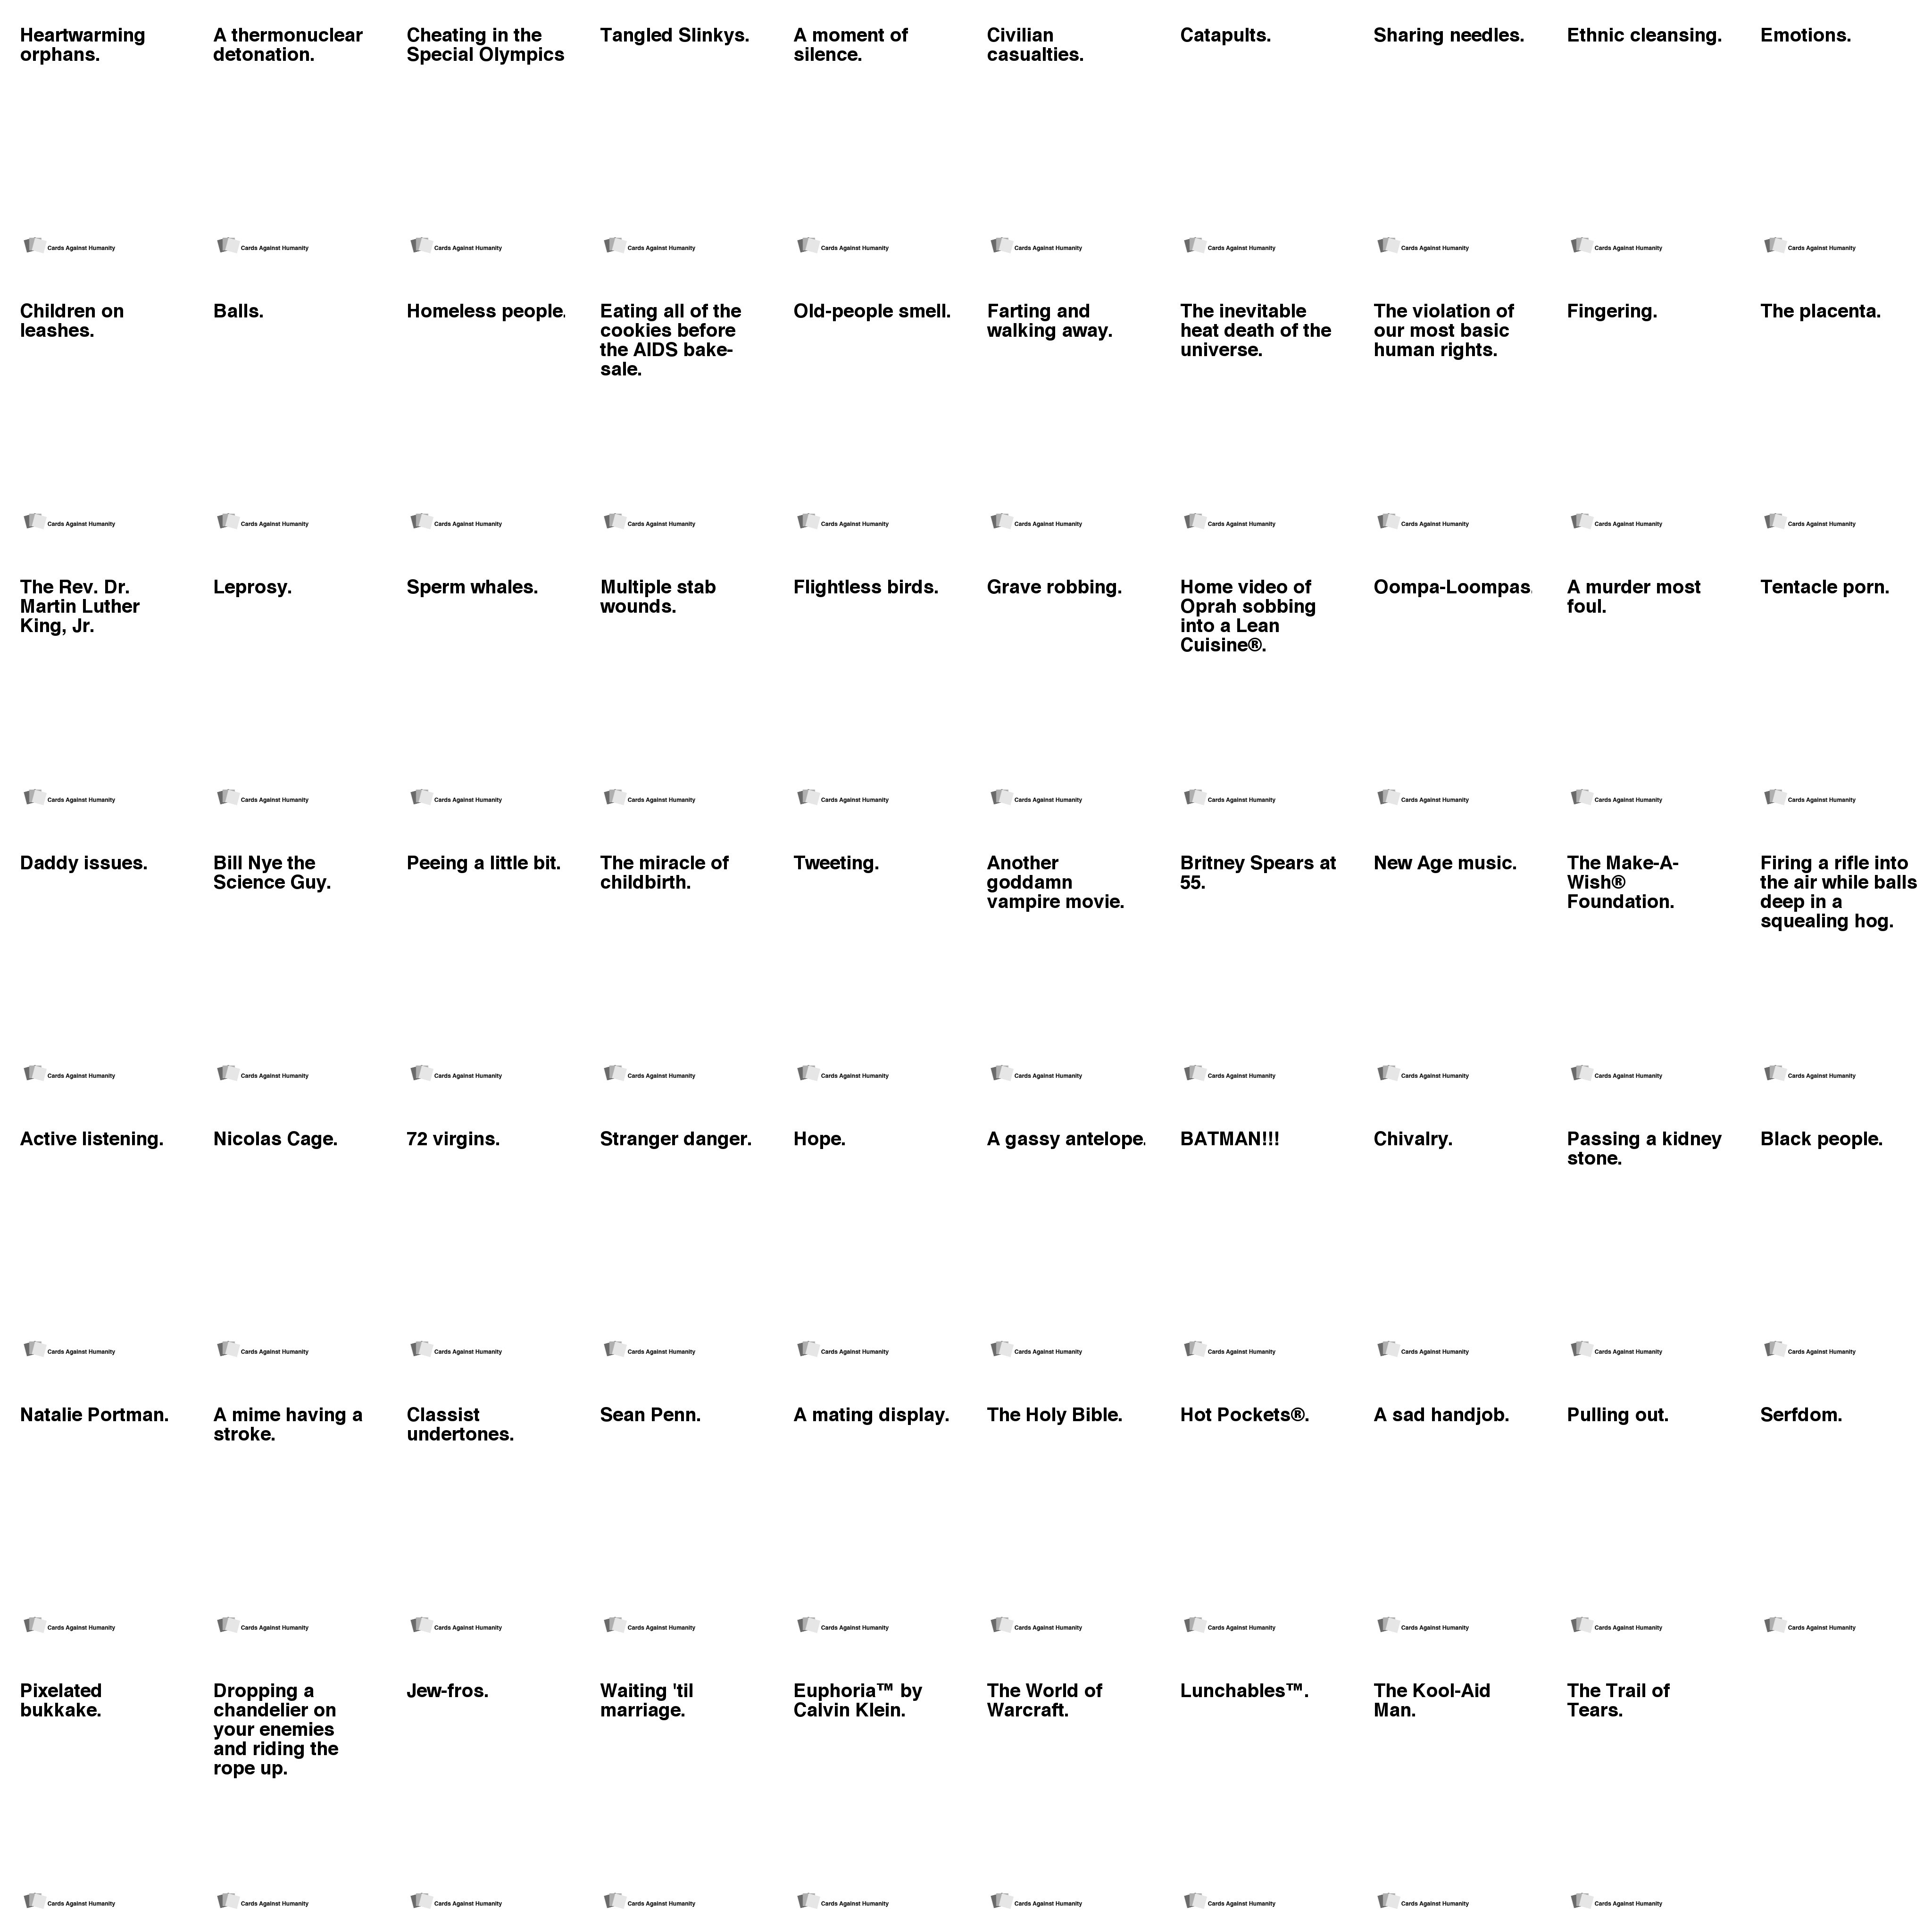 Heartwarming
orphans.
A thermonuclear
detonation.
Cheating in the
Special Olympics
Tangled Slinkys.
A moment of
silence.
Civilian
casualties.
Catapults.
Sharing needles.
Ethnic cleansing.
Emotions.
Cards Against Humanity
Cards Against Humanity
Cards Against Humanity
Cards Against Humanity
Cards Against Humanity
Cards Against Humanity
Cards Against Humanity
Cards Against Humanity
Cards Against Humanity
Cards Against Humanity
Children on
leashes.
Balls.
Homeless people.
Eating all of the
cookies before
the AIDS bake-
sale.
Old-people smell.
Farting and
walking away.
The inevitable
heat death of the
universe.
The violation of
our most basic
human rights.
Fingering.
The placenta.
Cards Against Humanity
Cards Against Humanity
Cards Against Humanity
Cards Against Humanity
Cards Against Humanity
Cards Against Humanity
Cards Against Humanity
Cards Against Humanity
Cards Against Humanity
Cards Against Humanity
The Rev. Dr.
Martin Luther
King, Jr.
Leprosy.
Sperm whales.
Multiple stab
wounds.
Flightless birds.
Grave robbing.
Home video of
Oprah sobbing
into a Lean
Cuisine®.
Oompa-Loompas.
A murder most
foul.
Tentacle porn.
Cards Against Humanity
Cards Against Humanity
Cards Against Humanity
Cards Against Humanity
Cards Against Humanity
Cards Against Humanity
Cards Against Humanity
Cards Against Humanity
Cards Against Humanity
Cards Against Humanity
Daddy issues.
Bill Nye the
Science Guy.
Peeing a little bit.
The miracle of
childbirth.
Tweeting.
Another
goddamn
vampire movie.
Britney Spears at
55.
New Age music.
The Make-A-
Wish®
Foundation.
Firing a rifle into
the air while balls
deep in a
squealing hog.
Cards Against Humanity
Cards Against Humanity
Cards Against Humanity
Cards Against Humanity
Cards Against Humanity
Cards Against Humanity
Cards Against Humanity
Cards Against Humanity
Cards Against Humanity
Cards Against Humanity
Active listening.
Nicolas Cage.
72 virgins.
Stranger danger.
Hope.
A gassy antelope.
BATMAN!!!
Chivalry.
Passing a kidney
stone.
Black people.
Cards Against Humanity
Cards Against Humanity
Cards Against Humanity
Cards Against Humanity
Cards Against Humanity
Cards Against Humanity
Cards Against Humanity
Cards Against Humanity
Cards Against Humanity
Cards Against Humanity
Natalie Portman.
A mime having a
stroke.
Classist
undertones.
Sean Penn.
A mating display.
The Holy Bible.
Hot Pockets®.
A sad handjob.
Pulling out.
Serfdom.
Cards Against Humanity
Cards Against Humanity
Cards Against Humanity
Cards Against Humanity
Cards Against Humanity
Cards Against Humanity
Cards Against Humanity
Cards Against Humanity
Cards Against Humanity
Cards Against Humanity
Pixelated
bukkake.
Dropping a
chandelier on
your enemies
and riding the
rope up.
Jew-fros.
Waiting 'til
marriage.
Euphoria™ by
Calvin Klein.
The World of
Warcraft.
Lunchables™.
The Kool-Aid
Man.
The Trail of
Tears.
Cards Against Humanity
Cards Against Humanity
Cards Against Humanity
Cards Against Humanity
Cards Against Humanity
Cards Against Humanity
Cards Against Humanity
Cards Against Humanity
Cards Against Humanity